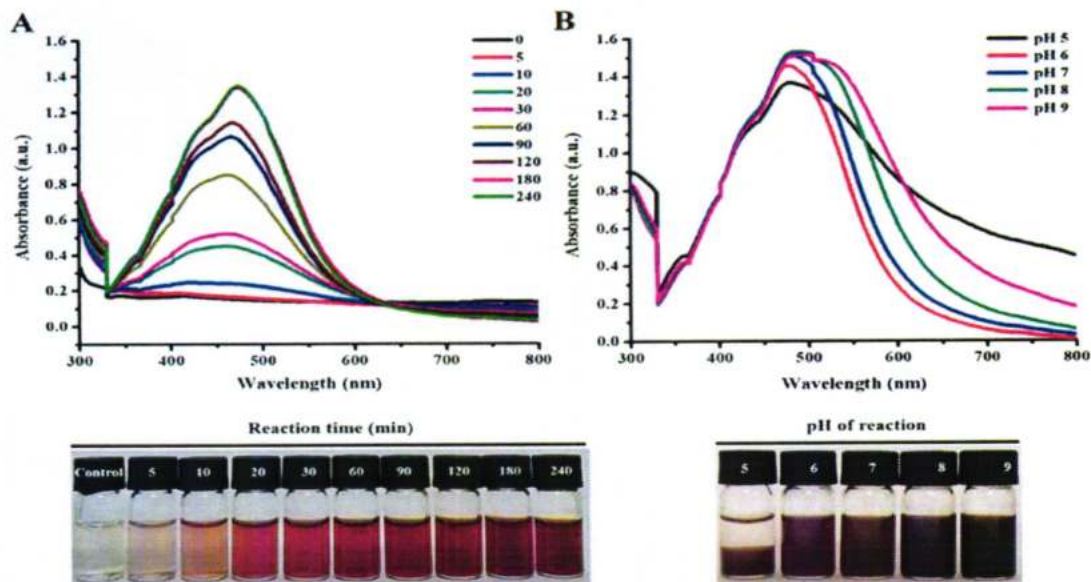 A
1.6
1.4
1.2
1.0
0.8
0.6
0.4
0.2
0.0
Absorbance (a.u.)
300 400 500 600 700 800
Wavelength (nm)
0
5
10
20
30
60
90
120
180
240
B
1.6
1.4
1.2
1.0
0.8
0.6
0.4
0.2
0.0
Absorbance (a.u.)
300 400 500 600 700 800
Wavelength (nm)
pH 5
pH 6
pH 7
pH 8
pH 9
Reaction time (min)
Control 5 10 20 30 60 90 120 180 240
pH of reaction
5 6 7 8 9